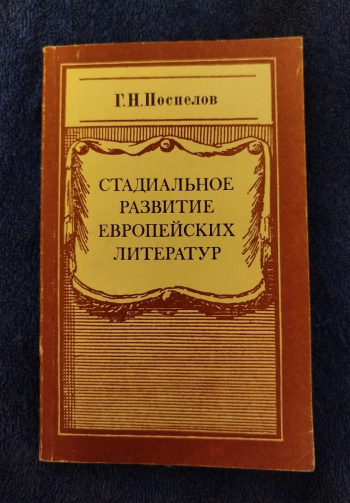 Г.Н.Поспелов
СТАДИАЛЬНОЕ
РАЗВИТИЕ
ЕВРОПЕЙСКИХ
ЛИТЕРАТУР